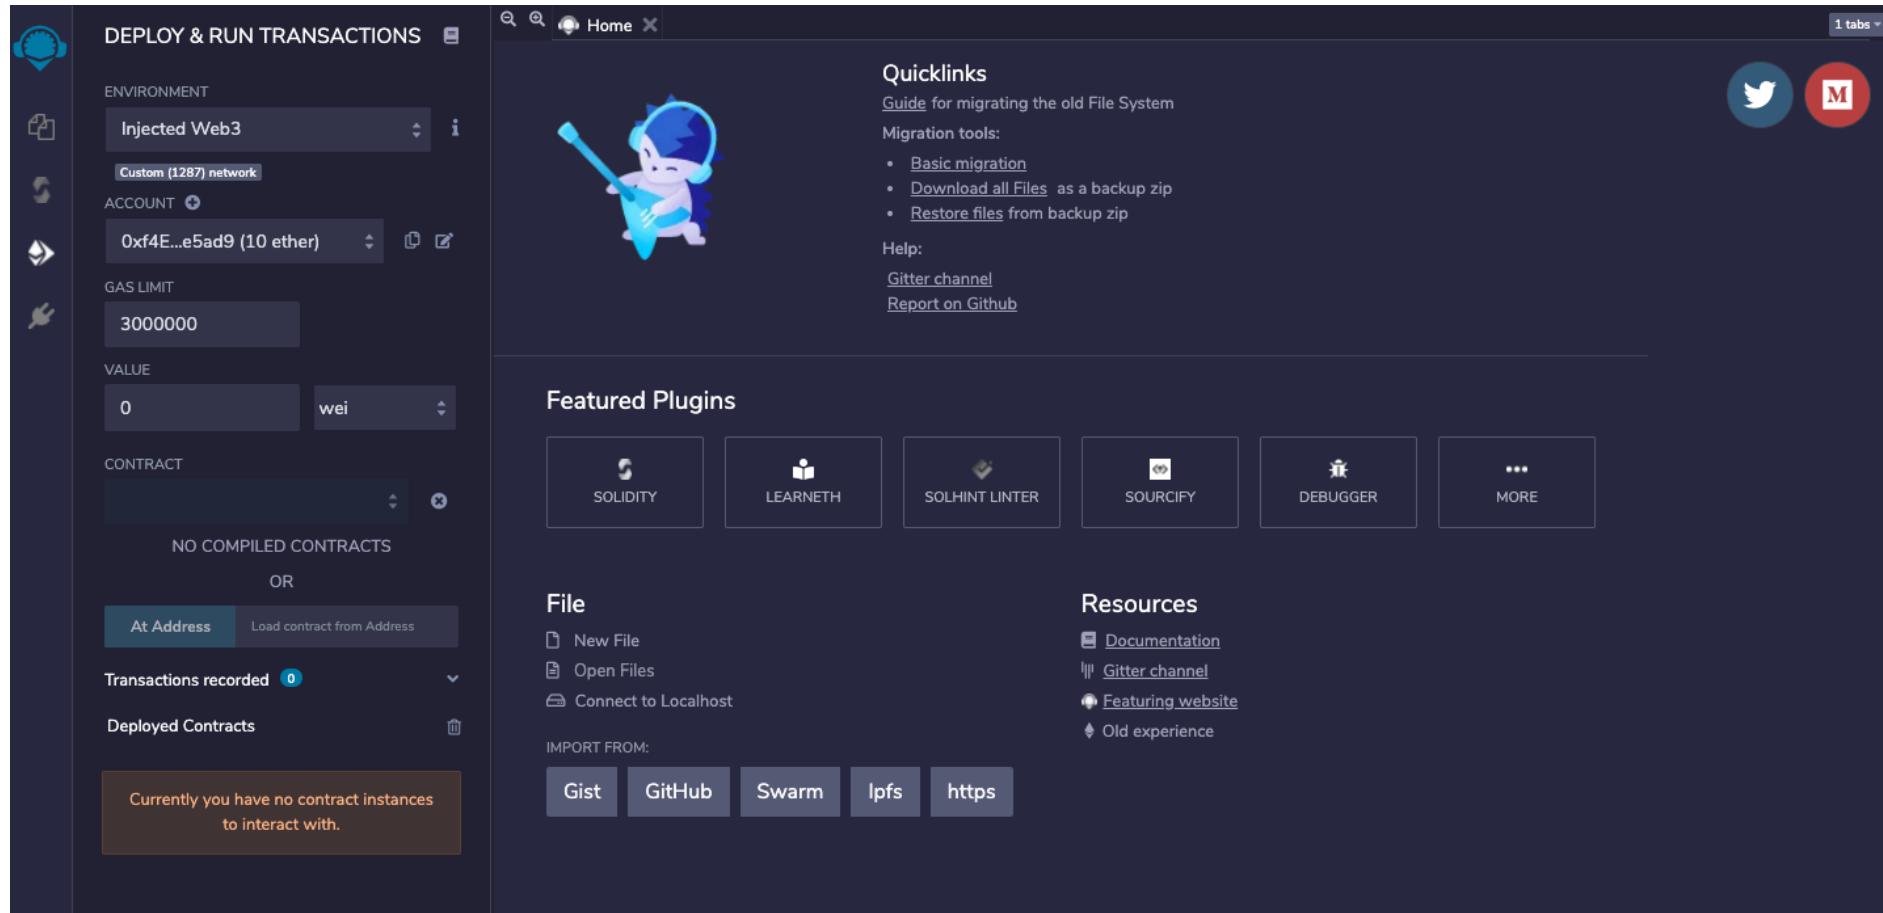 DEPLOY & RUN TRANSACTIONS
ENVIRONMENT
Injected Web3
Custom (1287) network
ACCOUNT
0xf4E...e5ad9 (10 ether)
GAS LIMIT
3000000
VALUE
0
wei
CONTRACT
NO COMPILED CONTRACTS
OR
At Address
Load contract from Address
Transactions recorded 0
Deployed Contracts
Currently you have no contract instances
to interact with.
Home
1 tabs
Quicklinks
Guide for migrating the old File System
Migration tools:
• Basic migration
• Download all Files as a backup zip
• Restore files from backup zip
Help:
Gitter channel
Report on Github
M
Featured Plugins
SOLIDITY
LEARNETH
SOLHINT LINTER
SOURCIFY
DEBUGGER
MORE
File
New File
Open Files
Connect to Localhost
IMPORT FROM:
Gist
GitHub
Swarm
Ipfs
https
Resources
Documentation
Gitter channel
Featuring website
Old experience